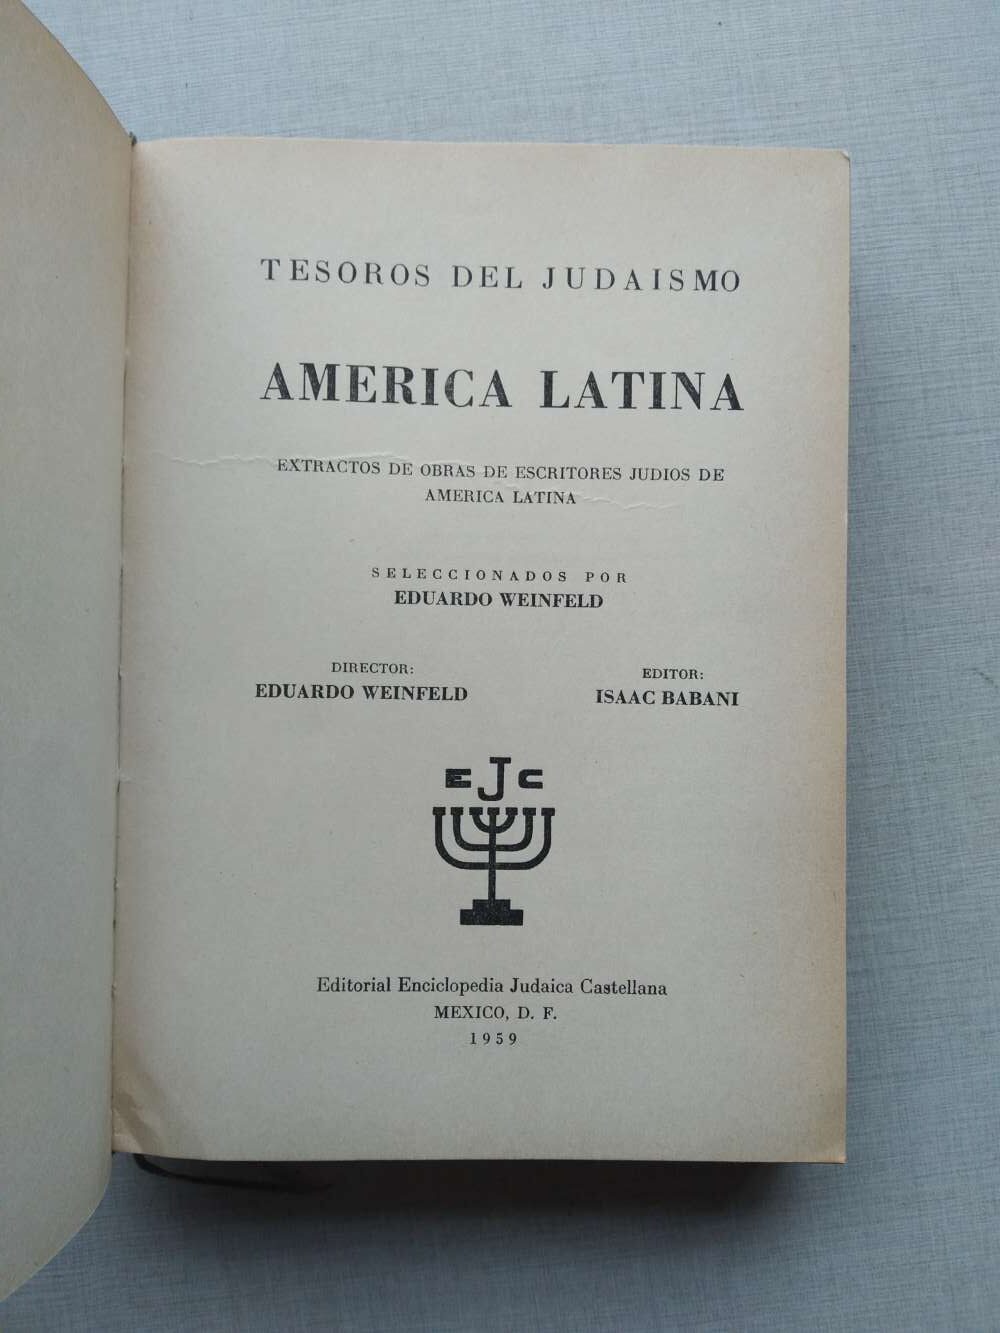 TESOROS DEL JUDAISMO
AMERICA LATINA
EXTRACTOS DE OBRAS DE ESCRITORES JUDIOS DE
AMERICA LATINA
SELECCIONADOS POR
EDUARDO WEINFELD
DIRECTOR:
EDUARDO WEINFELD
EDITOR:
ISAAC BABANI
EJC
Editorial Enciclopedia Judaica Castellana
MEXICO, D. F.
1959